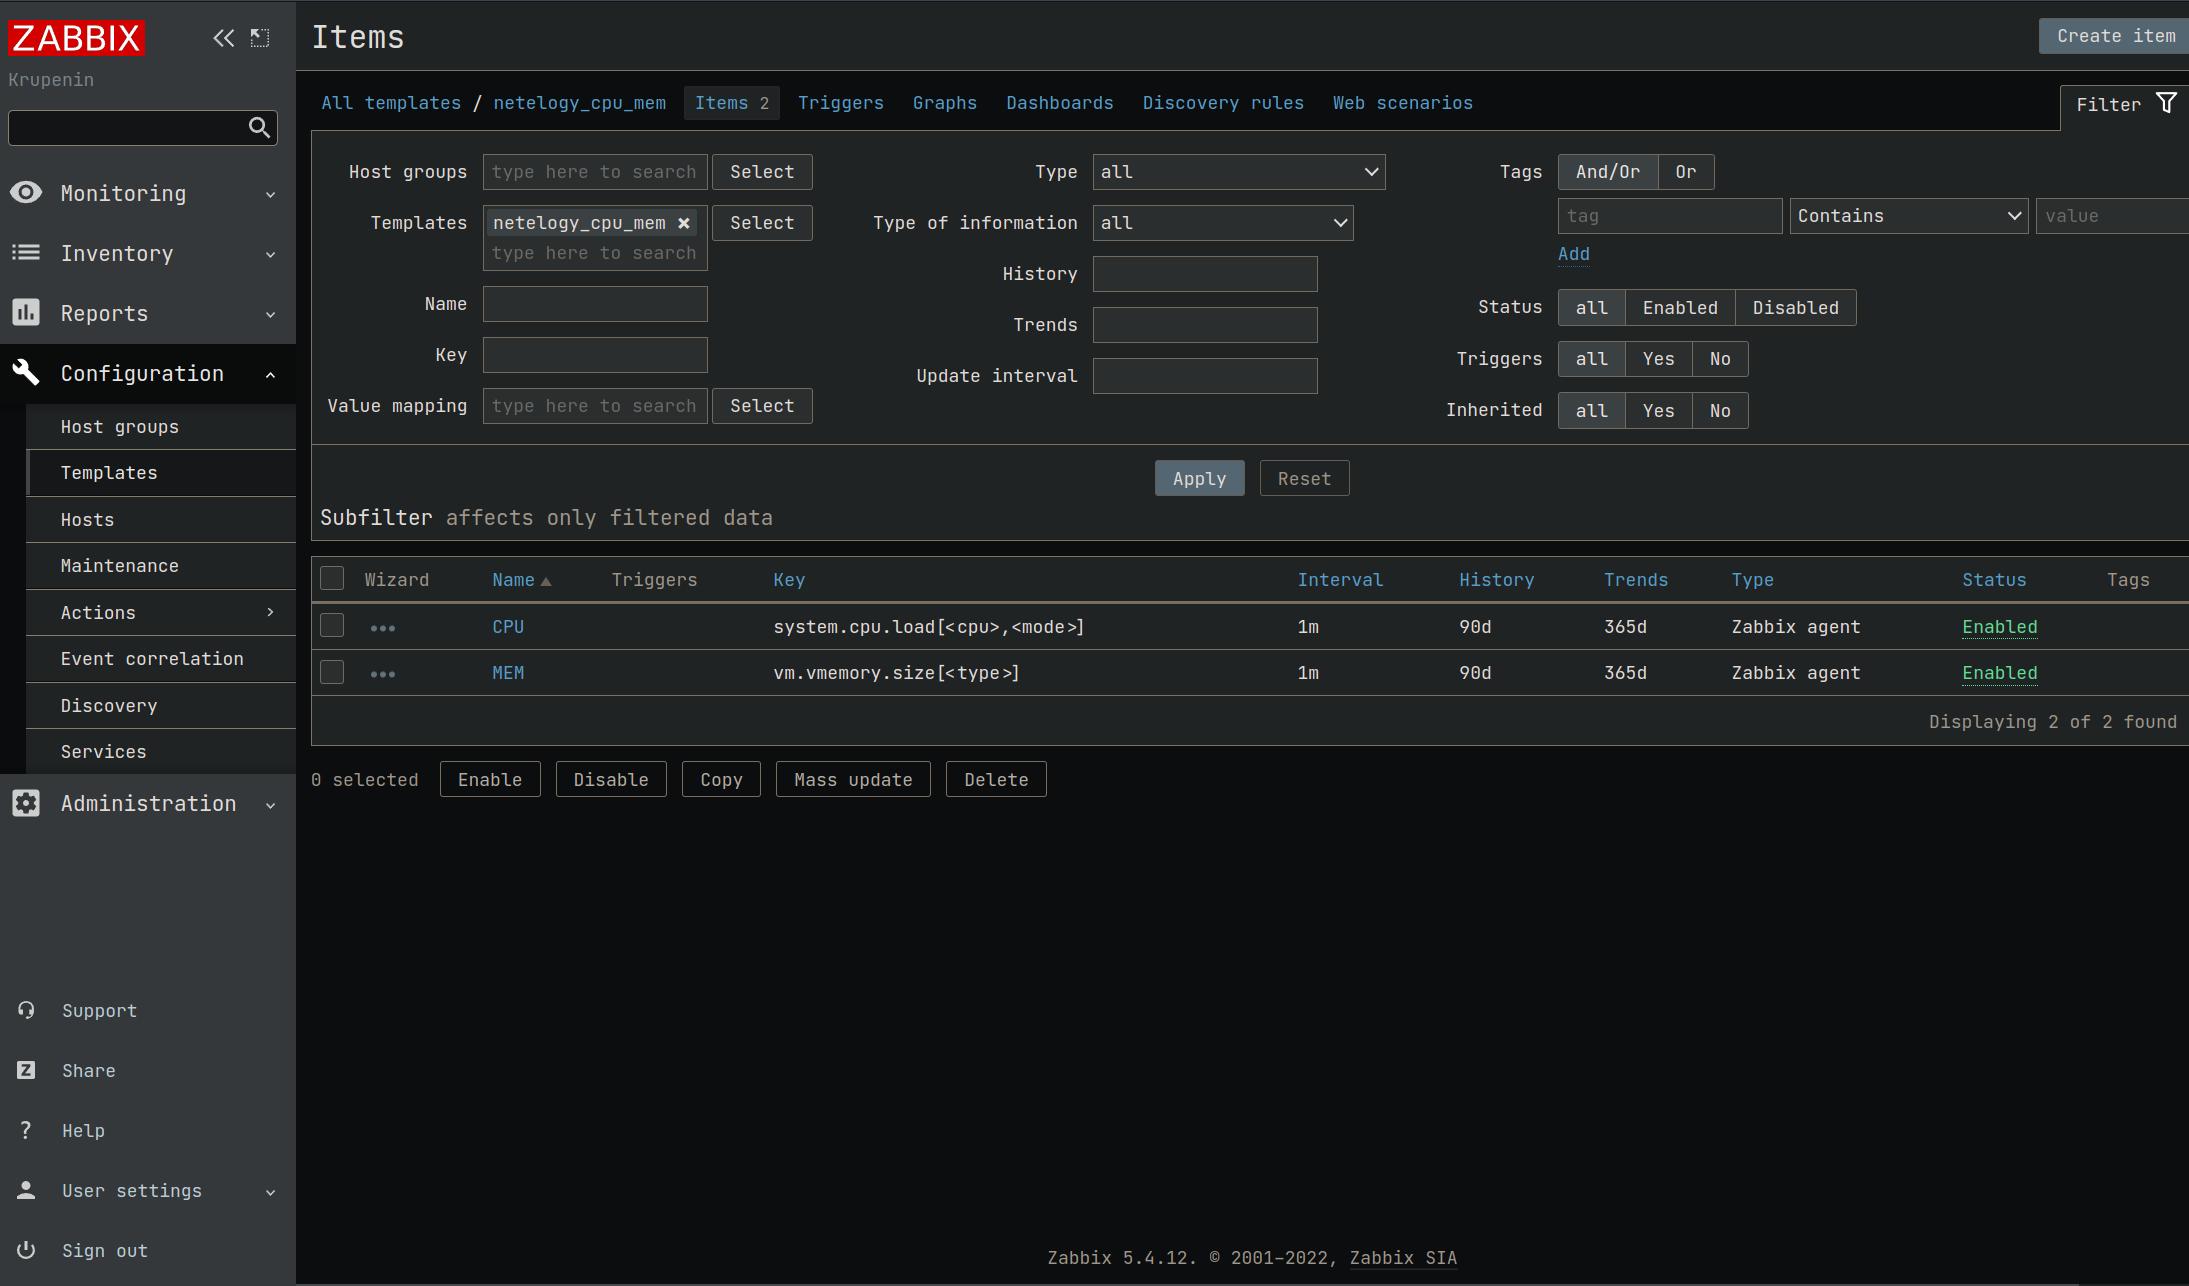 ZABBIX
Krupenin
Monitoring
Inventory
Reports
Configuration
Host groups
Templates
Hosts
Maintenance
Actions
Event correlation
Discovery
Services
Administration
Support
Share
Help
User settings
Sign out
Items
Create item
All templates / netelogy_cpu_mem Items 2 Triggers Graphs Dashboards Discovery rules Web scenarios
Filter
Host groups type here to search Select
Templates netelogy_cpu_mem Select
type here to search
Name
Key
Value mapping type here to search Select
Type all
Type of information all
History
Trends
Update interval
Tags And/Or Or
tag Contains value
Add
Status all Enabled Disabled
Triggers all Yes No
Inherited all Yes No
Apply Reset
Subfilter affects only filtered data
Wizard Name Triggers Key Interval History Trends Type Status Tags
CPU system.cpu.load[<cpu>,<mode>] 1m 90d 365d Zabbix agent Enabled
MEM vm.vmemory.size[<type>] 1m 90d 365d Zabbix agent Enabled
Displaying 2 of 2 found
0 selected Enable Disable Copy Mass update Delete
Zabbix 5.4.12. © 2001–2022, Zabbix SIA